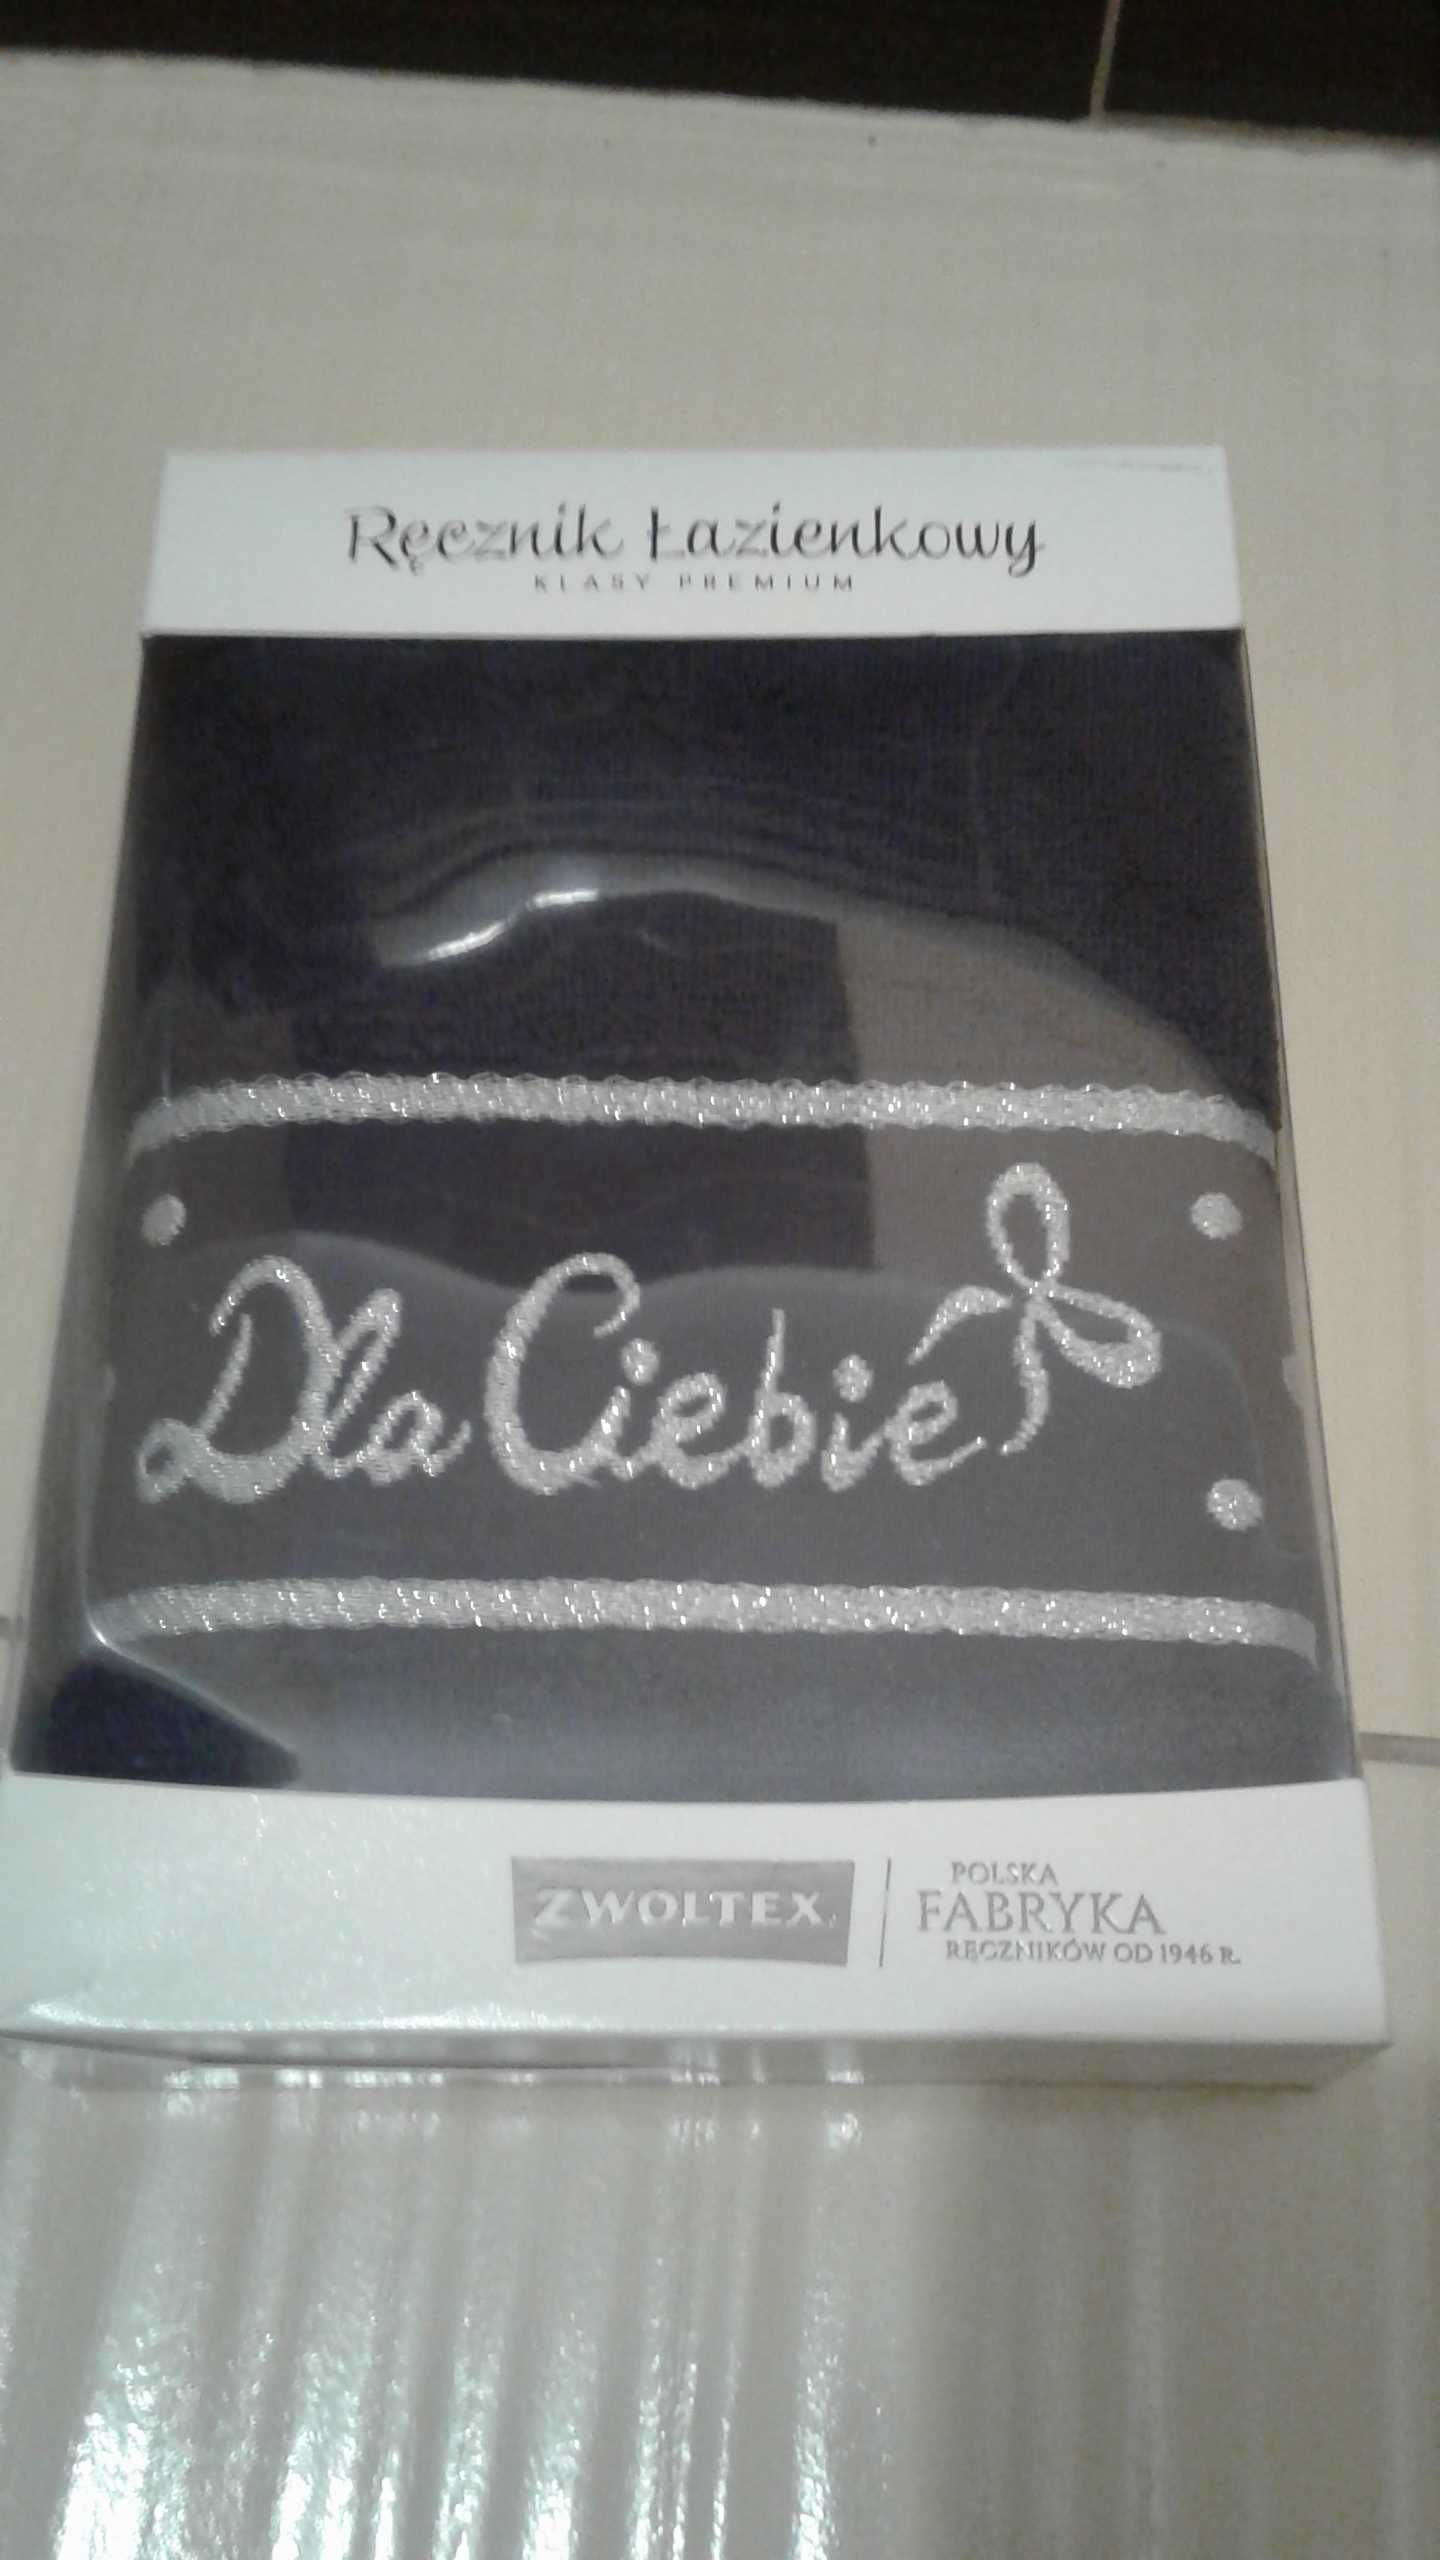 Ręcznik Łazienkowy
KLASY PREMIUM
Dla Ciebie
ZWOLTEX
POLSKA
FABRYKA
RĘCZNIKÓW OD 1946 R.